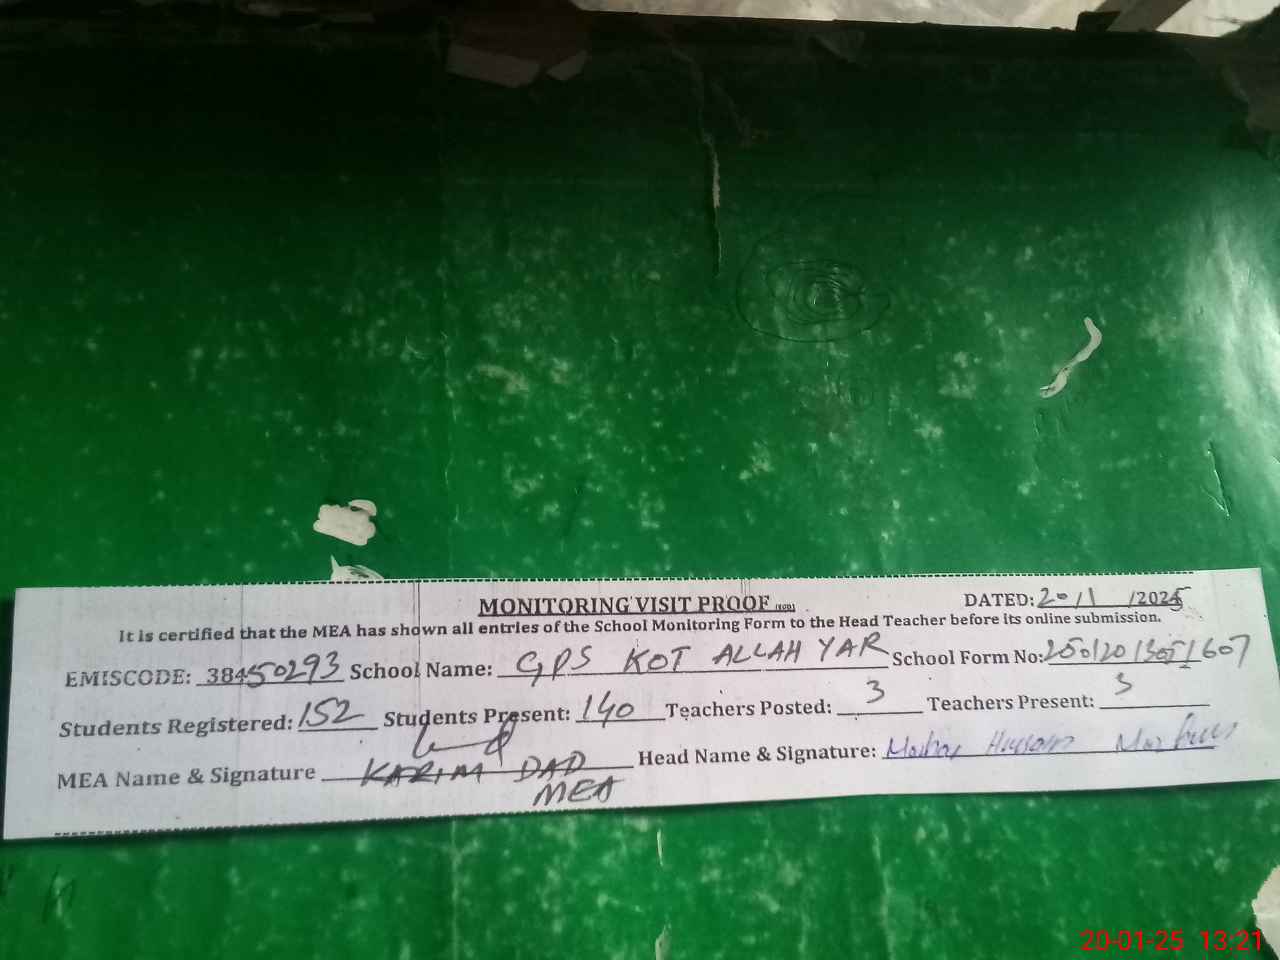 MONITORING VISIT PROOF
DATED: 20/1/2025
It is certified that the MEA has shown all entries of the School Monitoring Form to the Head Teacher before its online submission.
EMISCODE: 38450293 School Name: GPS KOT ALLAH YAR School Form No:
Students Registered: 152 Students Present: 140 Teachers Posted: 3 Teachers Present: 3
MEA Name & Signature KARIM DAD Head Name & Signature: Hussain
MEA
20-01-25 13:21